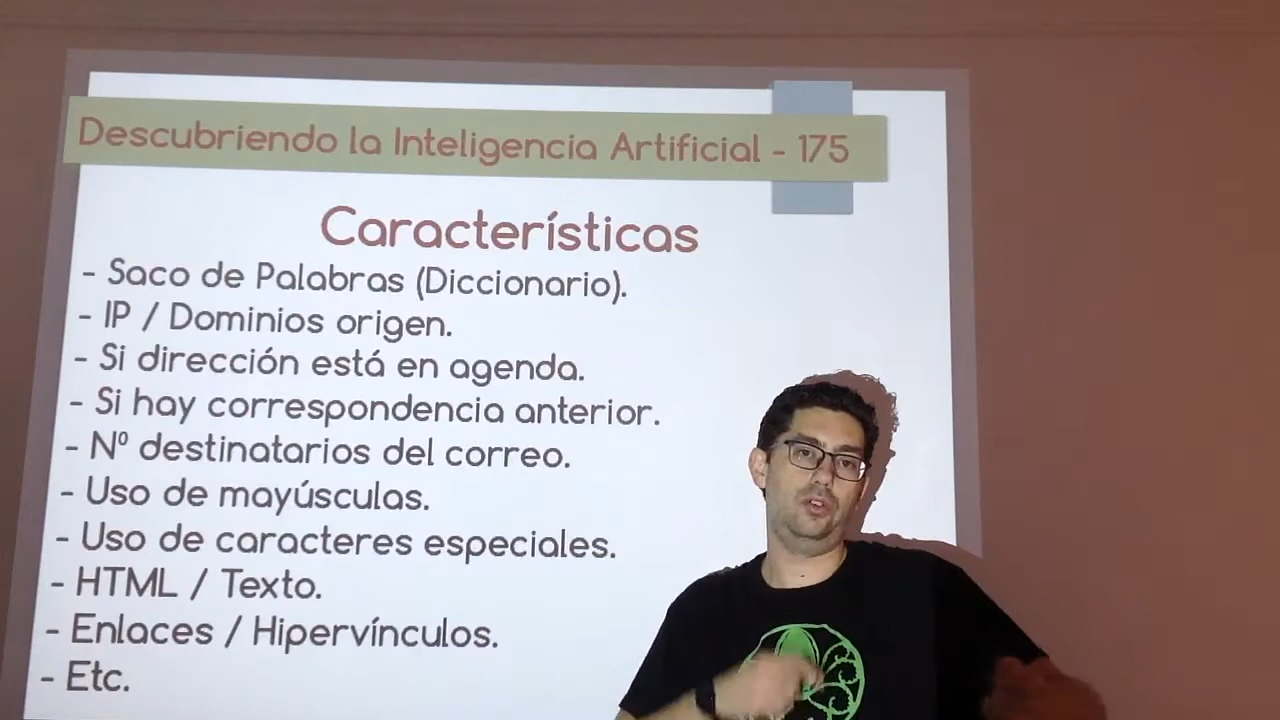 Descubriendo la Inteligencia Artificial - 175
Características
- Saco de Palabras (Diccionario).
- IP / Dominios origen.
- Si dirección está en agenda.
- Si hay correspondencia anterior.
- Nº destinatarios del correo.
- Uso de mayúsculas.
- Uso de caracteres especiales.
- HTML / Texto.
- Enlaces / Hipervínculos.
- Etc.